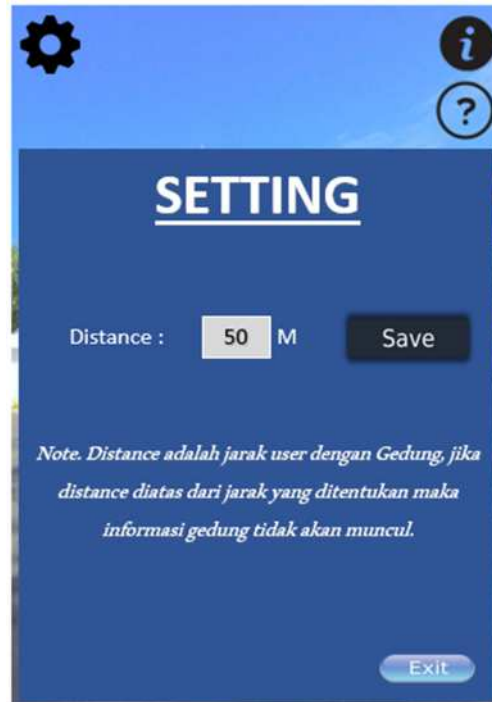 i
?
SETTING
Distance : 50 M Save
Note. Distance adalah jarak user dengan Gedung, jika
distance diatas dari jarak yang ditentukan maka
informasi gedung tidak akan muncul.
Exit